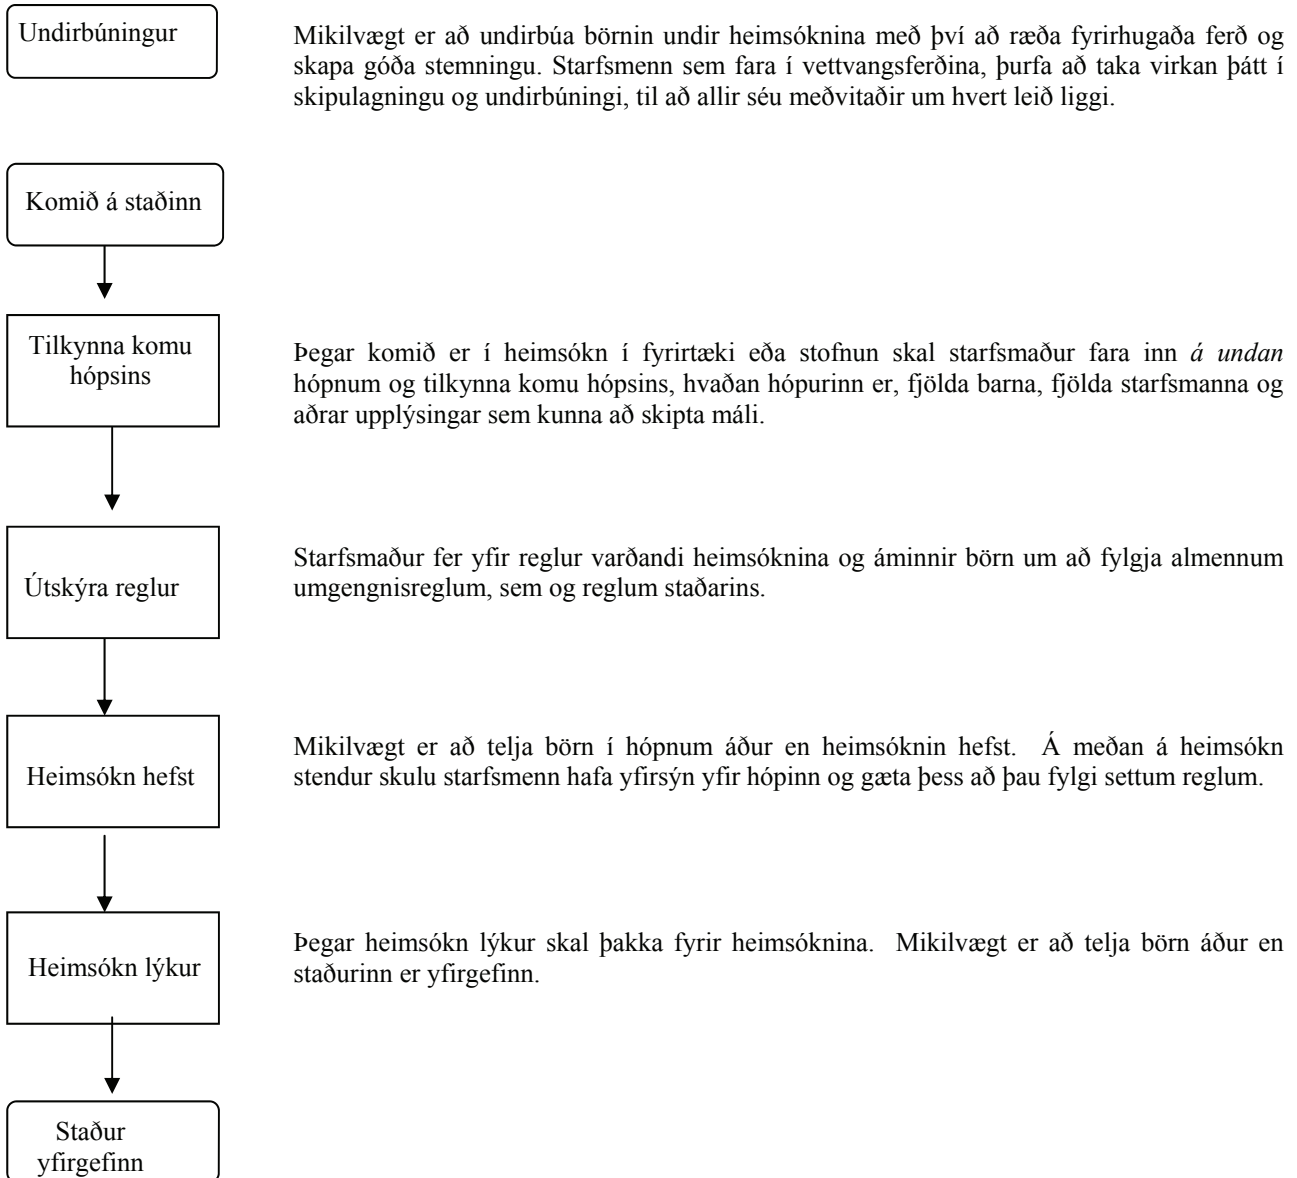 Undirbúningur
Mikilvægt er að undirbúa börnin undir heimsóknina með því að ræða fyrirhugaða ferð og
skapa góða stemningu. Starfsmenn sem fara í vettvangsferðina, þurfa að taka virkan þátt í
skipulagningu og undirbúningi, til að allir séu meðvitaðir um hvert leið liggi.
Komið á staðinn
Tilkynna komu
hópsins
Þegar komið er í heimsókn í fyrirtæki eða stofnun skal starfsmaður fara inn á undan
hópnum og tilkynna komu hópsins, hvaðan hópurinn er, fjölda barna, fjölda starfsmanna og
aðrar upplýsingar sem kunna að skipta máli.
Útskýra reglur
Starfsmaður fer yfir reglur varðandi heimsóknina og áminnir börn um að fylgja almennum
umgengnisreglum, sem og reglum staðarins.
Heimsókn hefst
Mikilvægt er að telja börn í hópnum áður en heimsóknin hefst. Á meðan á heimsókn
stendur skulu starfsmenn hafa yfirsýn yfir hópinn og gæta þess að þau fylgi settum reglum.
Heimsókn lýkur
Þegar heimsókn lýkur skal þakka fyrir heimsóknina. Mikilvægt er að telja börn áður en
staðurinn er yfirgefinn.
Staður
yfirgefinn